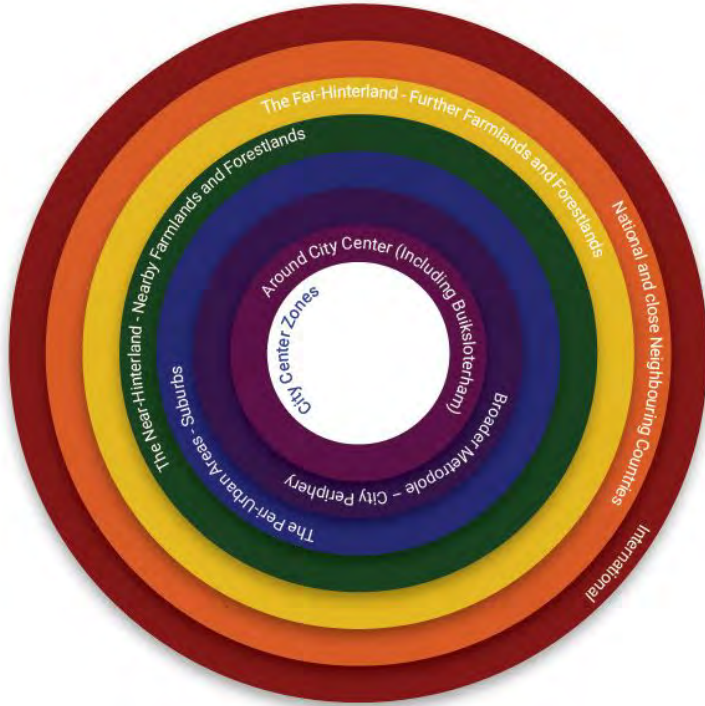 City Center Zones
Around City Center (Including Buiksloterham)
Broader Metropole – City Periphery
The Peri-Urban Areas - Suburbs
The Near-Hinterland - Nearby Farmlands and Forestlands
The Far-Hinterland - Further Farmlands and Forestlands
National and close Neighbouring Countries
International